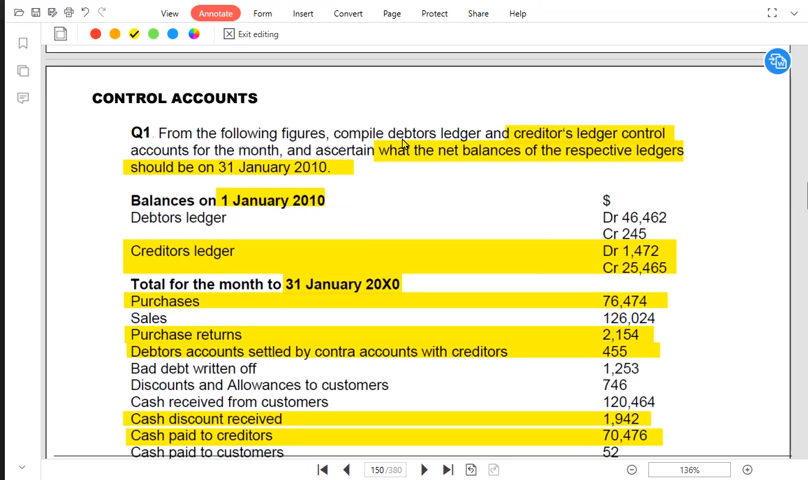 View Annotate Form Insert Convert Page Protect Share Help
Exit editing
CONTROL ACCOUNTS
Q1 From the following figures, compile debtors ledger and creditor's ledger control
accounts for the month, and ascertain what the net balances of the respective ledgers
should be on 31 January 2010.
Balances on 1 January 2010 $
Debtors ledger Dr 46,462
Cr 245
Creditors ledger Dr 1,472
Cr 25,465
Total for the month to 31 January 20X0
Purchases 76,474
Sales 126,024
Purchase returns 2,154
Debtors accounts settled by contra accounts with creditors 455
Bad debt written off 1,253
Discounts and Allowances to customers 746
Cash received from customers 120,464
Cash discount received 1,942
Cash paid to creditors 70,476
Cash paid to customers 52
150 /380 136%